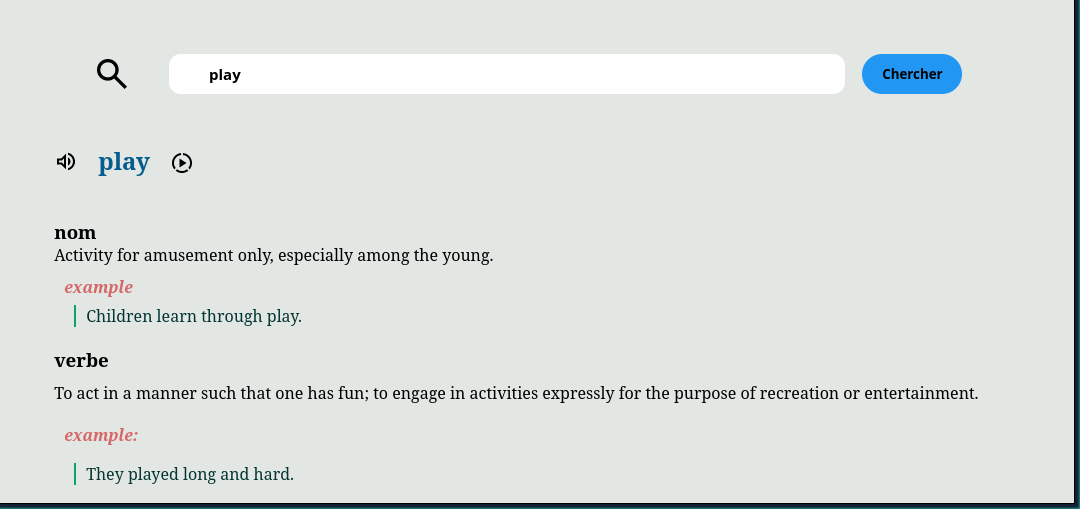 play
Chercher
play
nom
Activity for amusement only, especially among the young.
example
Children learn through play.
verbe
To act in a manner such that one has fun; to engage in activities expressly for the purpose of recreation or entertainment.
example:
They played long and hard.